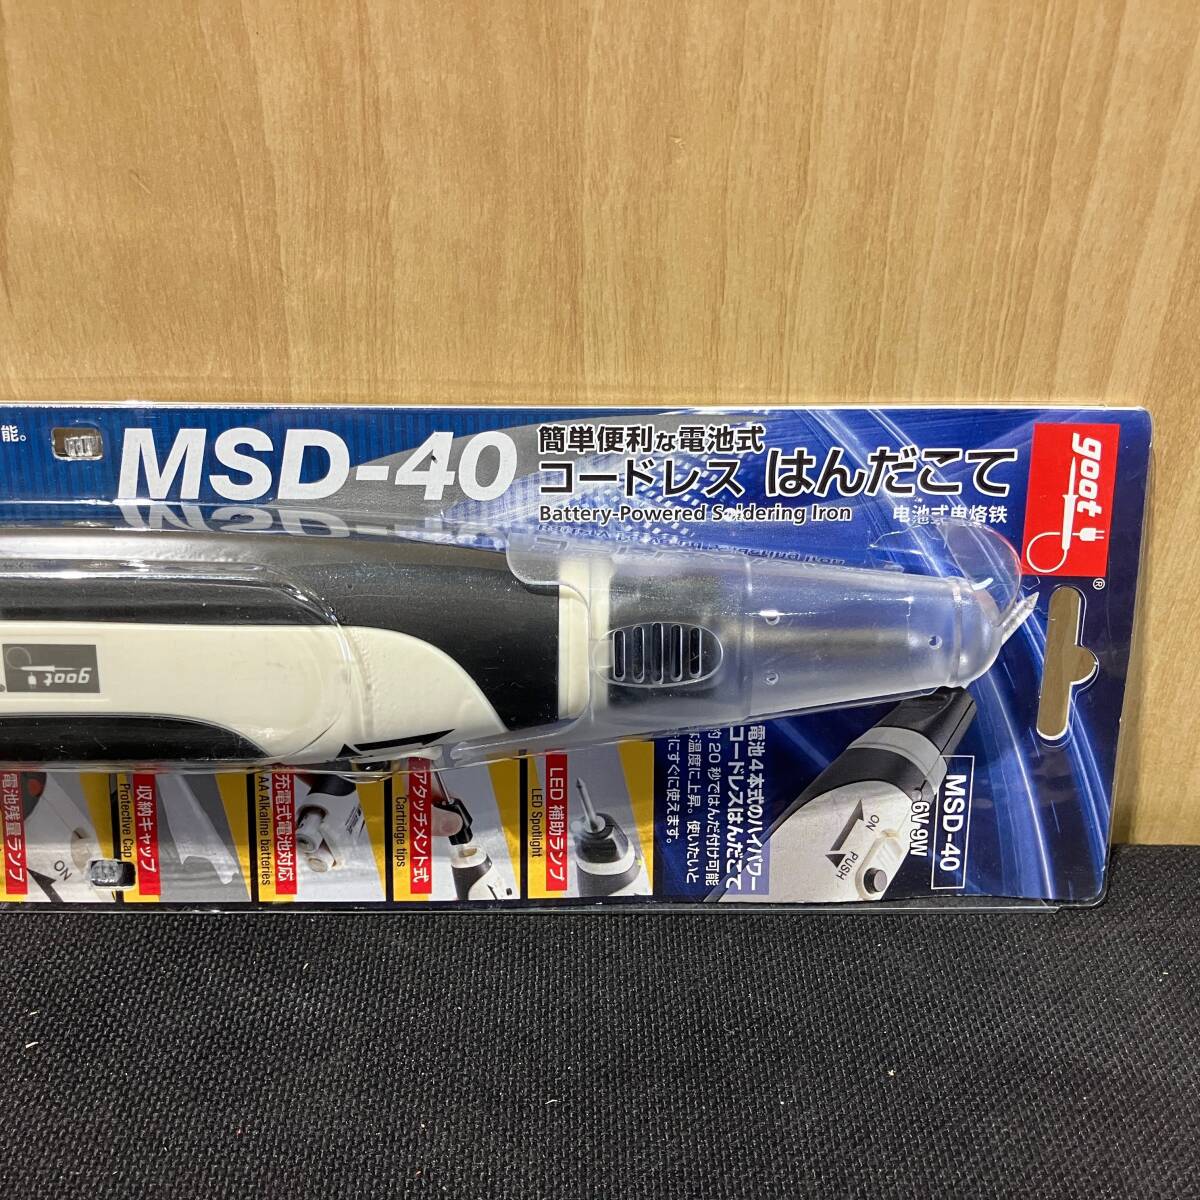 能。
MSD-40
簡単便利な電池式
コードレス はんだこて
Battery-Powered Soldering Iron
电池式电烙铁
goot
®
goot
電池4本式のハイパワー
コードレスはんだこて
約20秒ではんだ付け可能
な温度に上昇。使いたいと
きにすぐに使えます。
MSD-40
6V-9W
ON
PUSH
LED 補助ランプ
LED Spotlight
アタッチメント式
Cartridge tips
充電式電池対応
AA Alkaline batteries
収納キャップ
Protective Cap
電池残量ランプ
ON